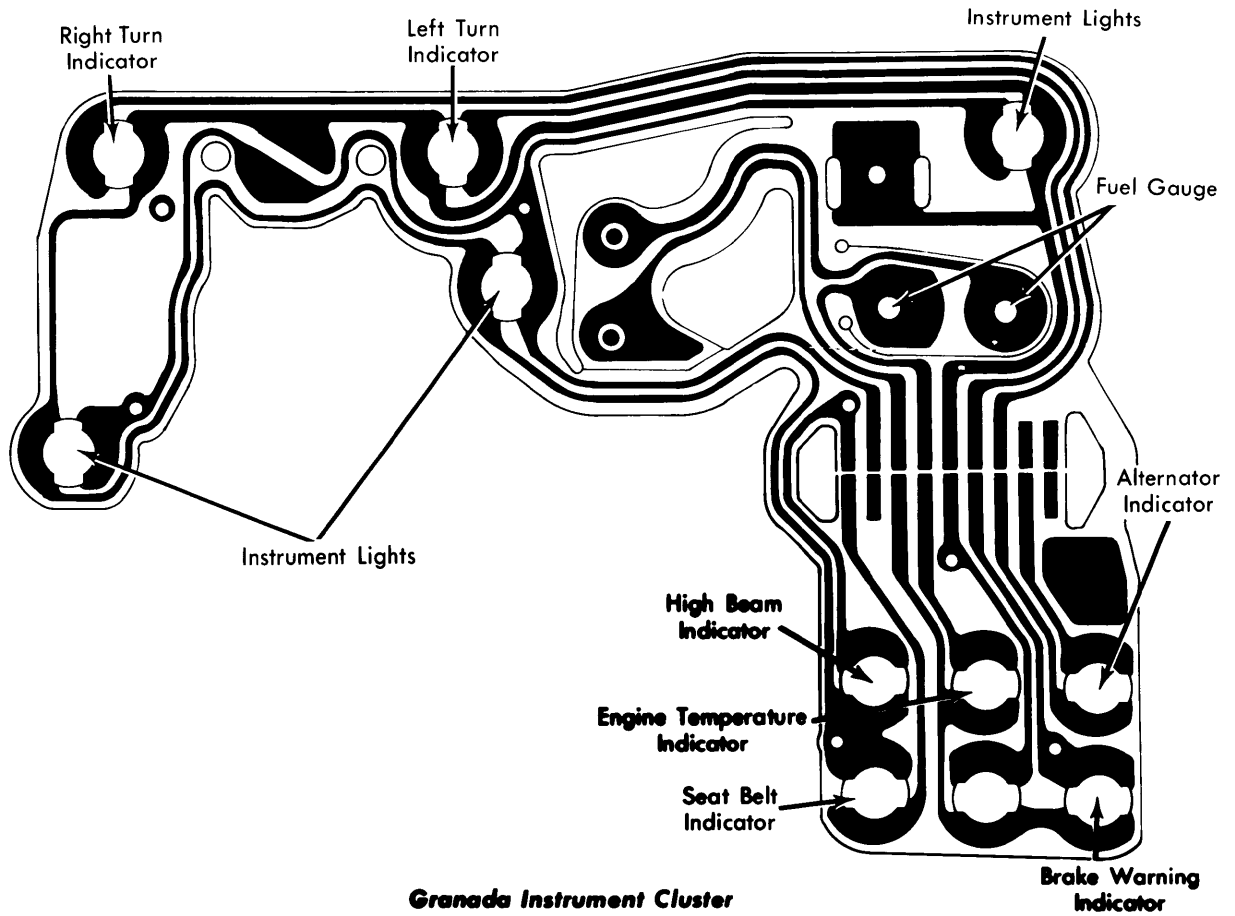 Right Turn
Indicator
Left Turn
Indicator
Instrument Lights
Fuel Gauge
Alternator
Indicator
Instrument Lights
High Beam
Indicator
Engine Temperature
Indicator
Seat Belt
Indicator
Brake Warning
Indicator
Granada Instrument Cluster